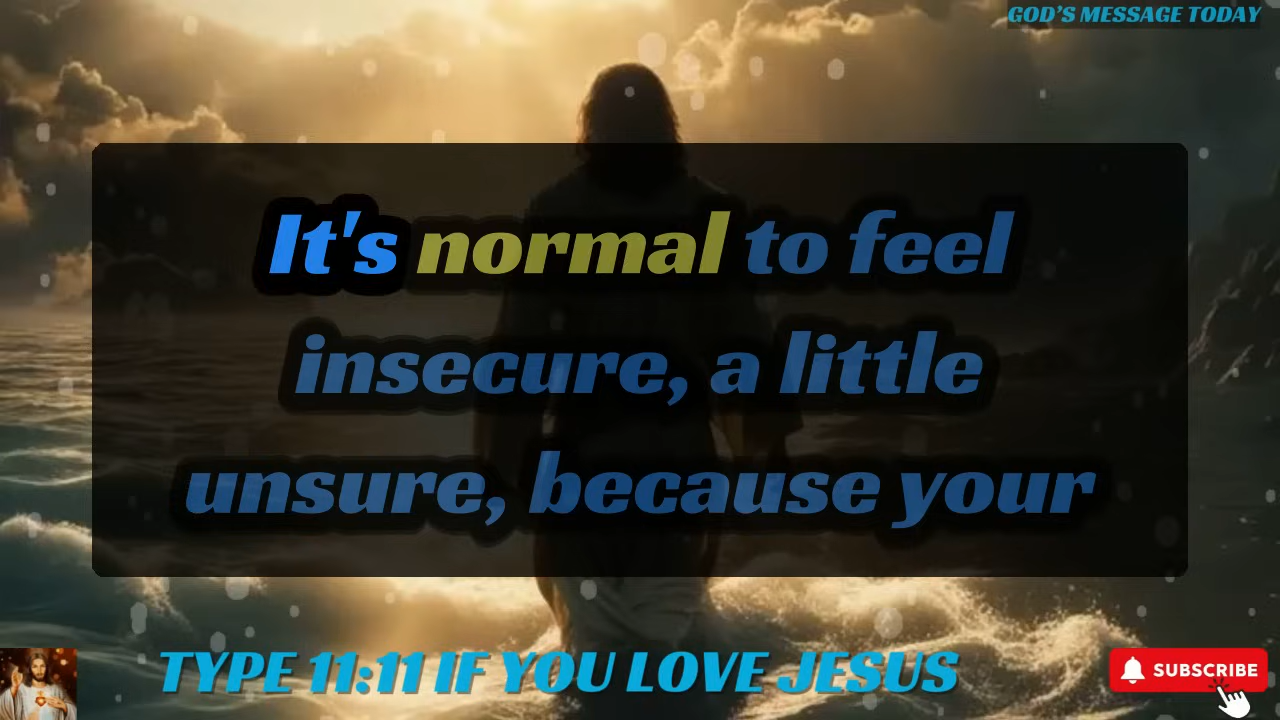 GOD'S MESSAGE TODAY
It's normal to feel
insecure, a little
unsure, because your
TYPE 11:11 IF YOU LOVE JESUS
SUBSCRIBE